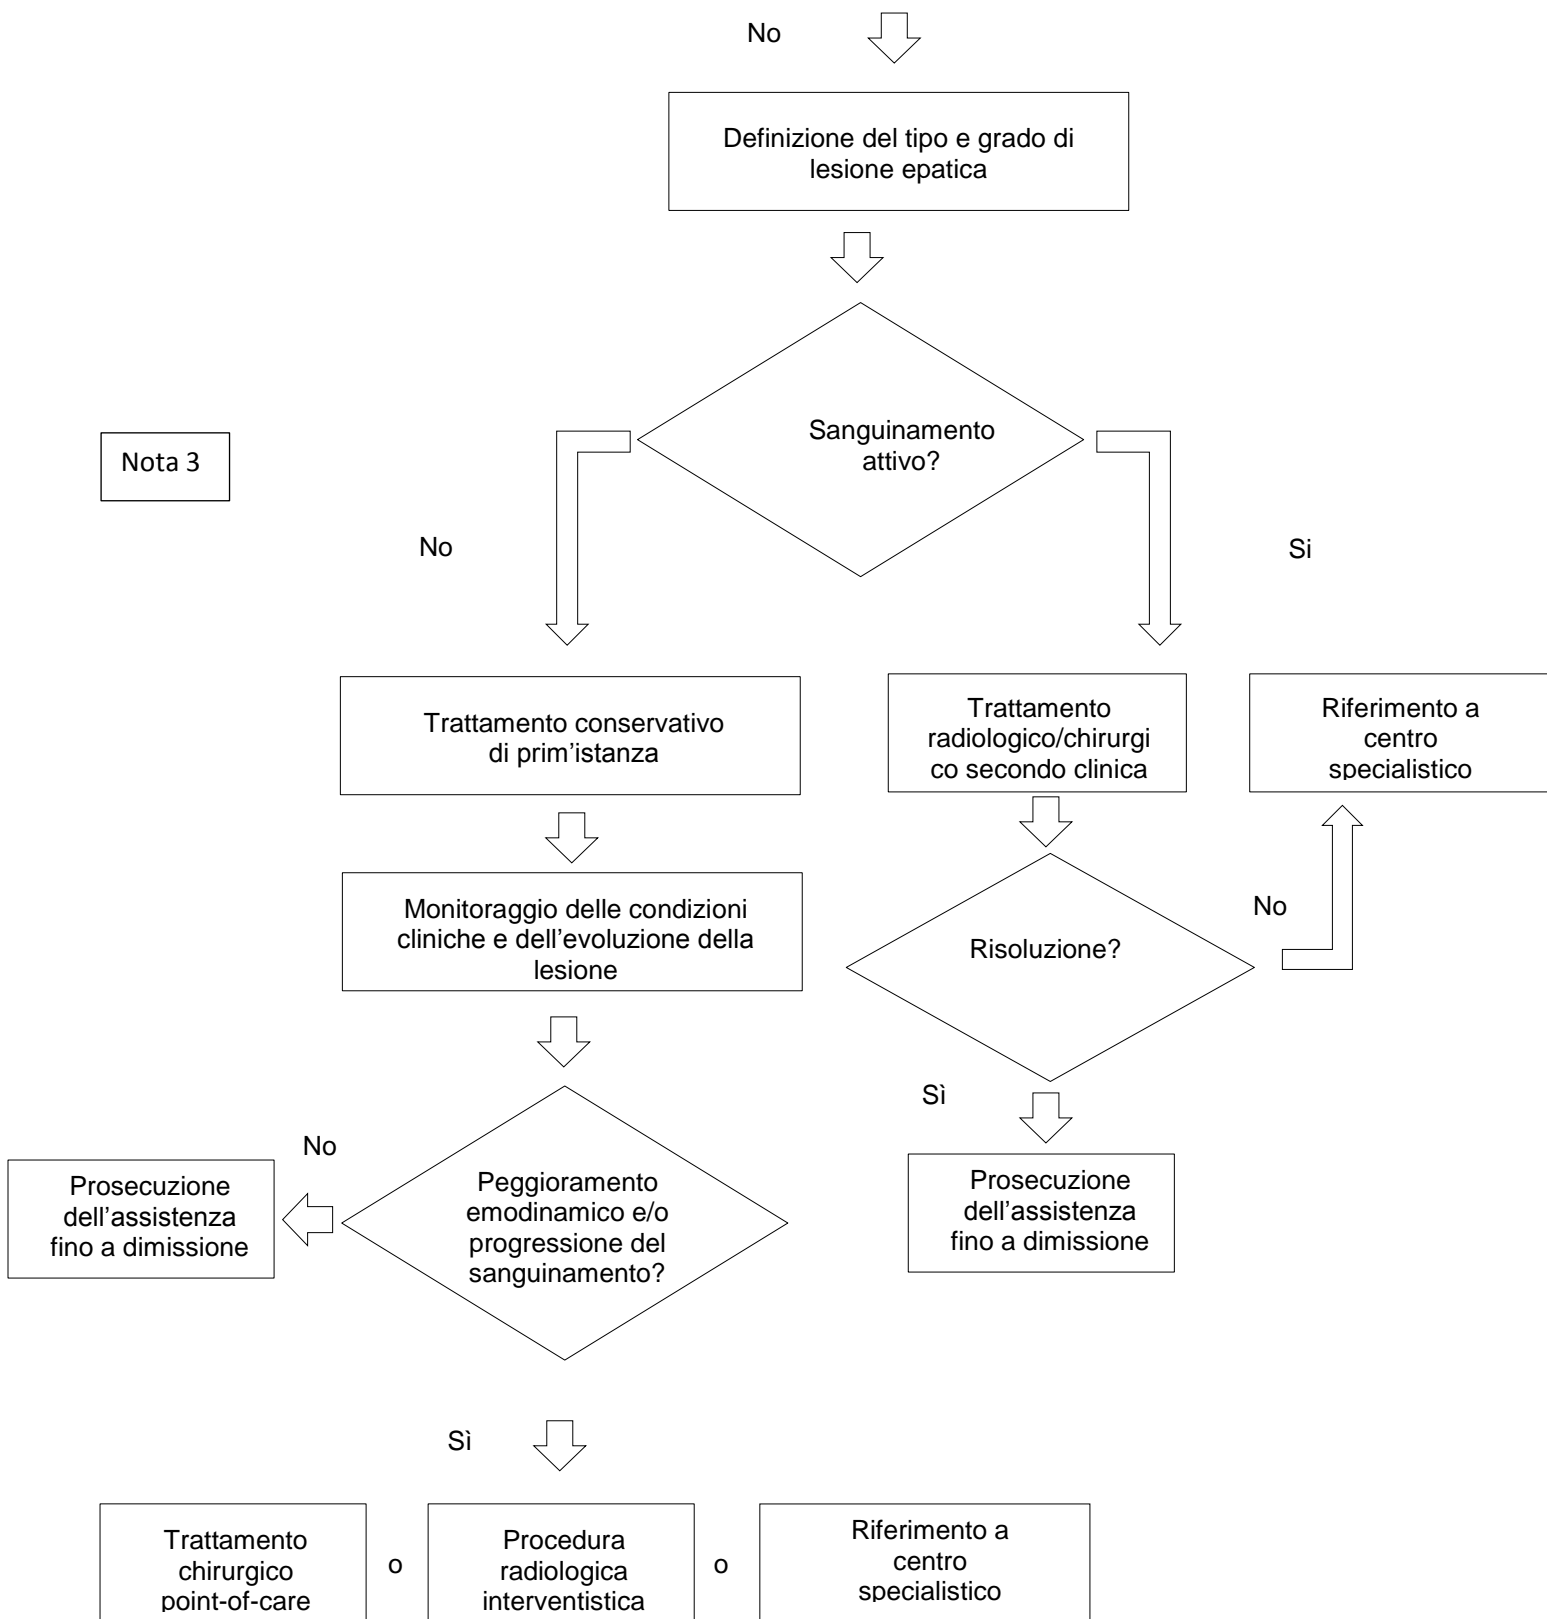 No
Definizione del tipo e grado di
lesione epatica
Sanguinamento
attivo?
Nota 3
No
Si
Trattamento conservativo
di prim'istanza
Trattamento
radiologico/chirurgi
co secondo clinica
Riferimento a
centro
specialistico
Monitoraggio delle condizioni
cliniche e dell'evoluzione della
lesione
Risoluzione?
No
Sì
No
Prosecuzione
dell'assistenza
fino a dimissione
Peggioramento
emodinamico e/o
progressione del
sanguinamento?
Prosecuzione
dell'assistenza
fino a dimissione
Sì
Trattamento
chirurgico
point-of-care
o
Procedura
radiologica
interventistica
o
Riferimento a
centro
specialistico